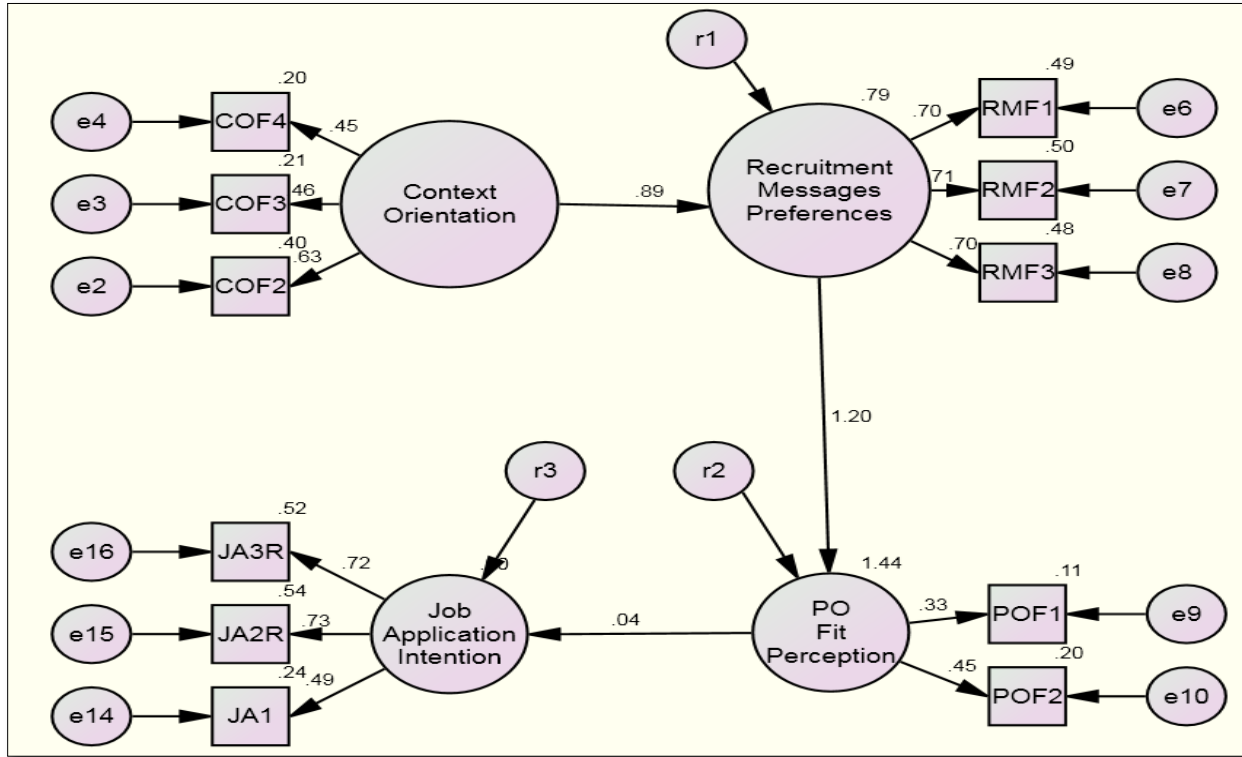 r1
.20
e4
COF4
.45
.21
e3
COF3
.46
.40
e2
COF2
.63
Context
Orientation
.89
.79
Recruitment
Messages
Preferences
.49
.70
RMF1
e6
.50
.71
RMF2
e7
.48
.70
RMF3
e8
1.20
r3
r2
.52
e16
JA3R
.72
.54
e15
JA2R
.73
.24
e14
JA1
.49
Job
Application
Intention
.04
1.44
PO
Fit
Perception
.11
.33
POF1
e9
.20
.45
POF2
e10